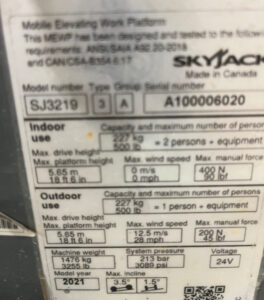 Mobile Elevating Work Platform
This MEWP has been designed and tested to the following
requirements: ANSI/SAIA A92.20-2018
and CAN/CSA-B354.6:17
SKYJACK
Made in Canada
Model number Type Group Serial number
SJ3219 3 A A100006020
Indoor use
Capacity and maximum number of persons
227 kg
500 lb = 2 persons + equipment
Max. drive height
Max. platform height Max. wind speed Max. manual force
5.65 m 0 m/s 400 N
18 ft 6 in 0 mph 90 lbf
Outdoor use
Capacity and maximum number of persons
227 kg
500 lb = 1 persons + equipment
Max. drive height
Max. platform height Max. wind speed Max. manual force
5.65 m 12.5 m/s 200 N
18 ft 6 in 28 mph 45 lbf
Machine weight System pressure Voltage
1476 kg 213 bar 24V
3255 lb 3089 psi
Model year Max. incline
2021 3.5° 1.5°